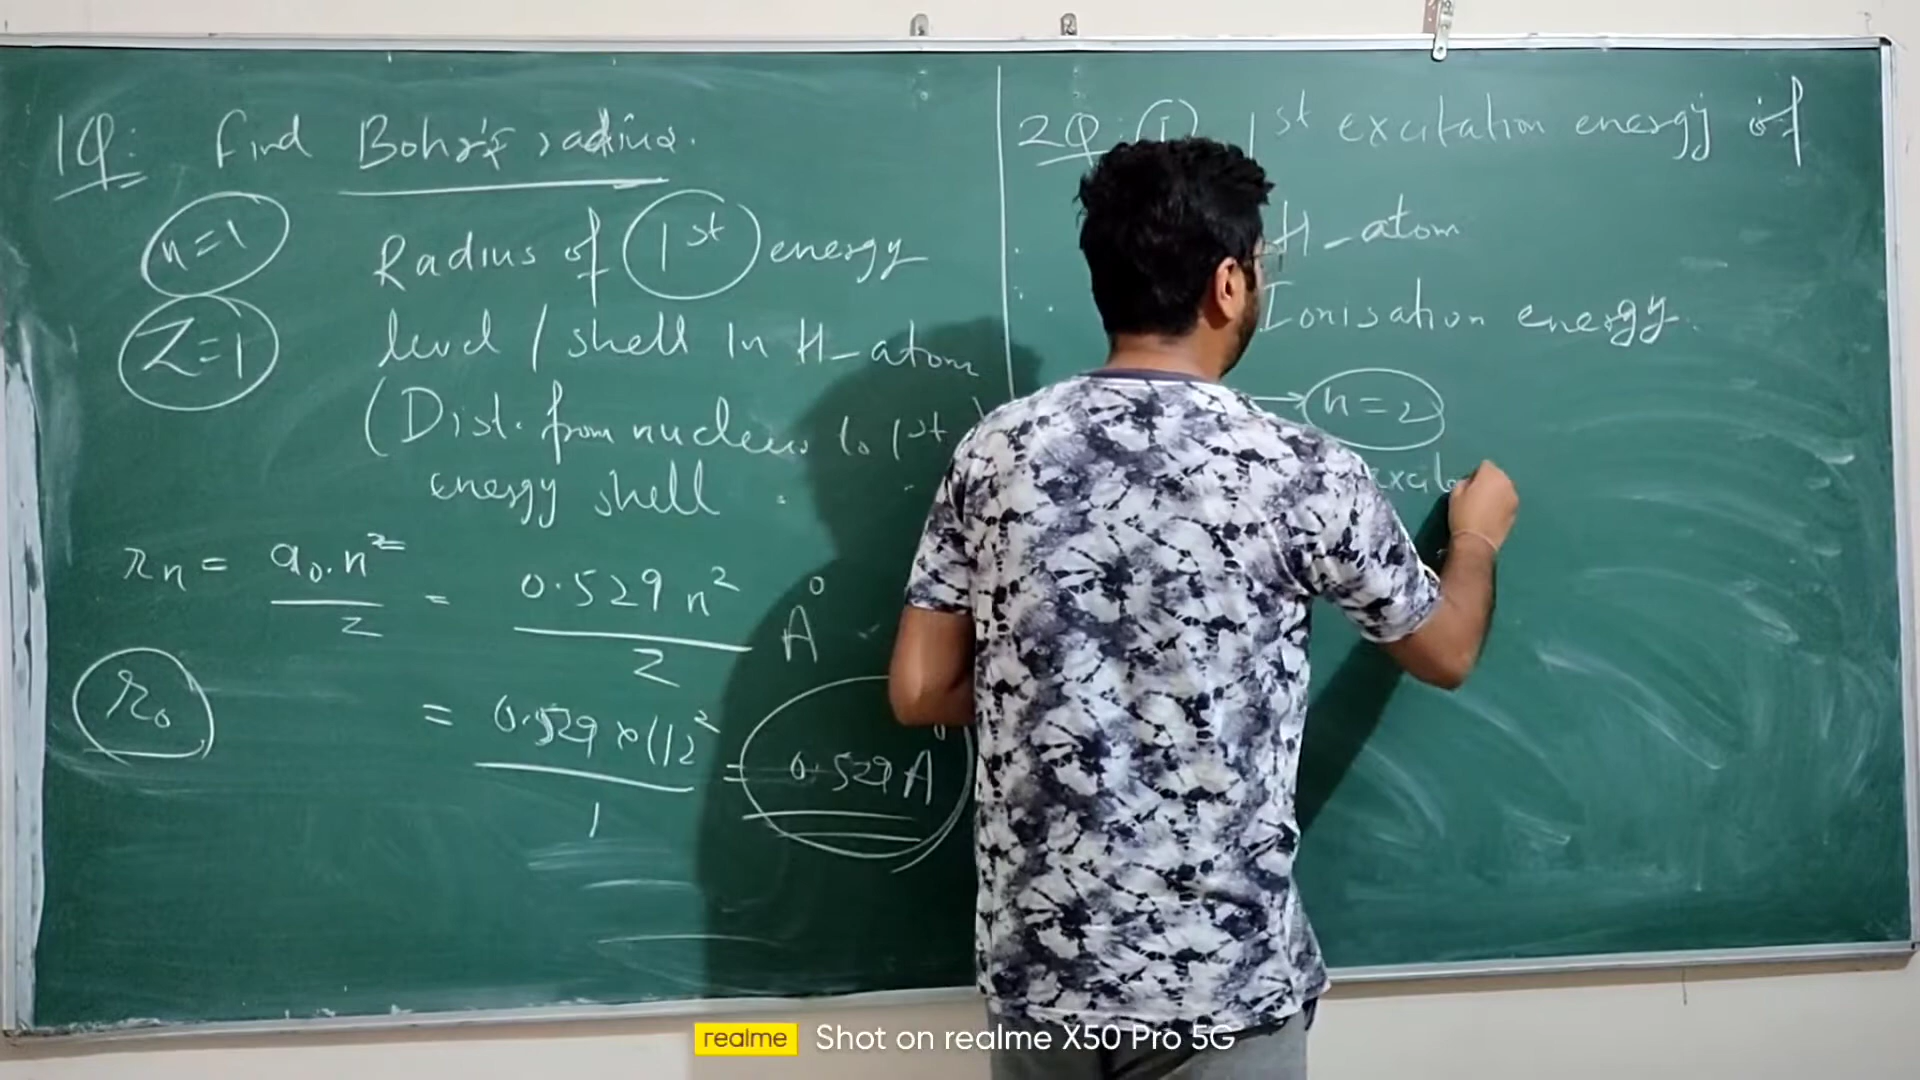 1Q: Find Bohr's radius.
n=1
Radius of 1st energy
Z=1
level / shell in H-atom
(Dist. from nucleus to 1st
energy shell
rn = a₀.n² / Z = 0.529 n² / Z A°
r₀
= 0.529 × (1)² / 1 = 0.529 A°
2Q: (i) 1st excitation energy of
H-atom
Ionisation energy.
→ n=2
realme Shot on realme X50 Pro 5G